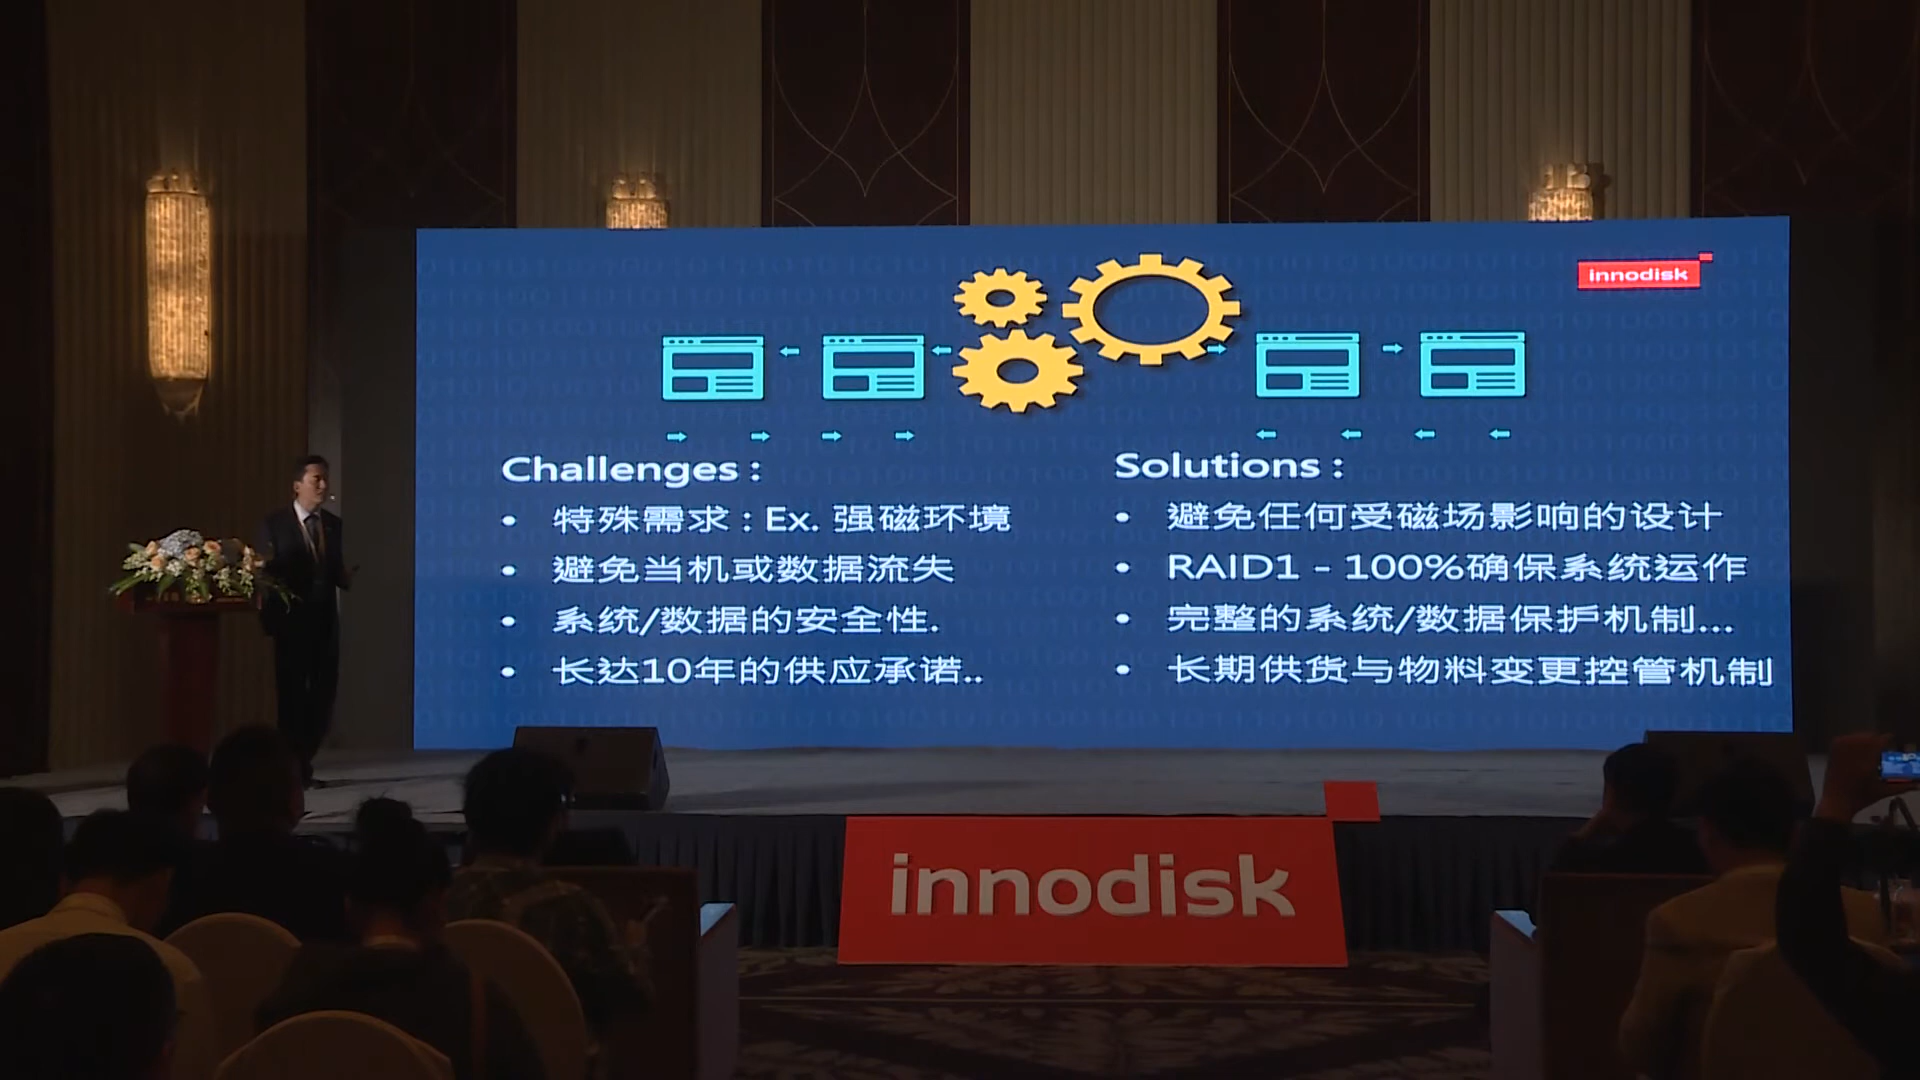 innodisk
Challenges :
• 特殊需求 : Ex. 强磁环境
• 避免当机或数据流失
• 系统/数据的安全性.
• 长达10年的供应承诺..
Solutions :
• 避免任何受磁场影响的设计
• RAID1 - 100%确保系统运作
• 完整的系统/数据保护机制...
• 长期供货与物料变更控管机制
innodisk